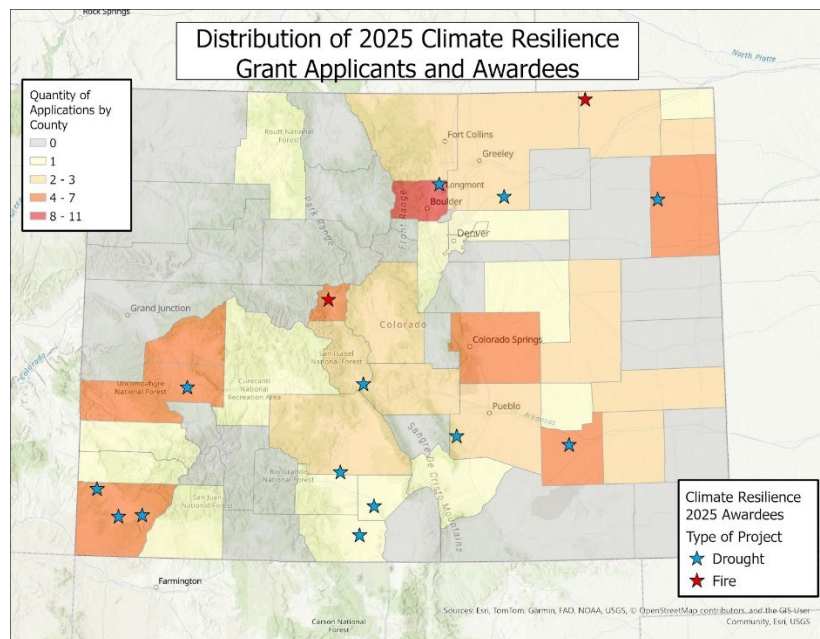 Rock Springs
Distribution of 2025 Climate Resilience
Grant Applicants and Awardees
North Platte
Quantity of
Applications by
County
0
1
2 - 3
4 - 7
8 - 11
Routt National
Forest
Fort Collins
Greeley
Longmont
Boulder
Park Range
Front Range
Denver
Grand Junction
Colorado
Colorado
San Isabel
National Forest
Colorado Springs
Uncompahgre
National Forest
Curecanti
National
Recreation Area
Pueblo
Arkansas
Sangre De Cristo Mountains
Rio Grande
National Forest
San Juan
National Forest
Climate Resilience
2025 Awardees
Type of Project
Drought
Fire
Farmington
Carson National
Forest
Sources: Esri, TomTom, Garmin, FAO, NOAA, USGS, © OpenStreetMap contributors, and the GIS User
Community, Esri, USGS